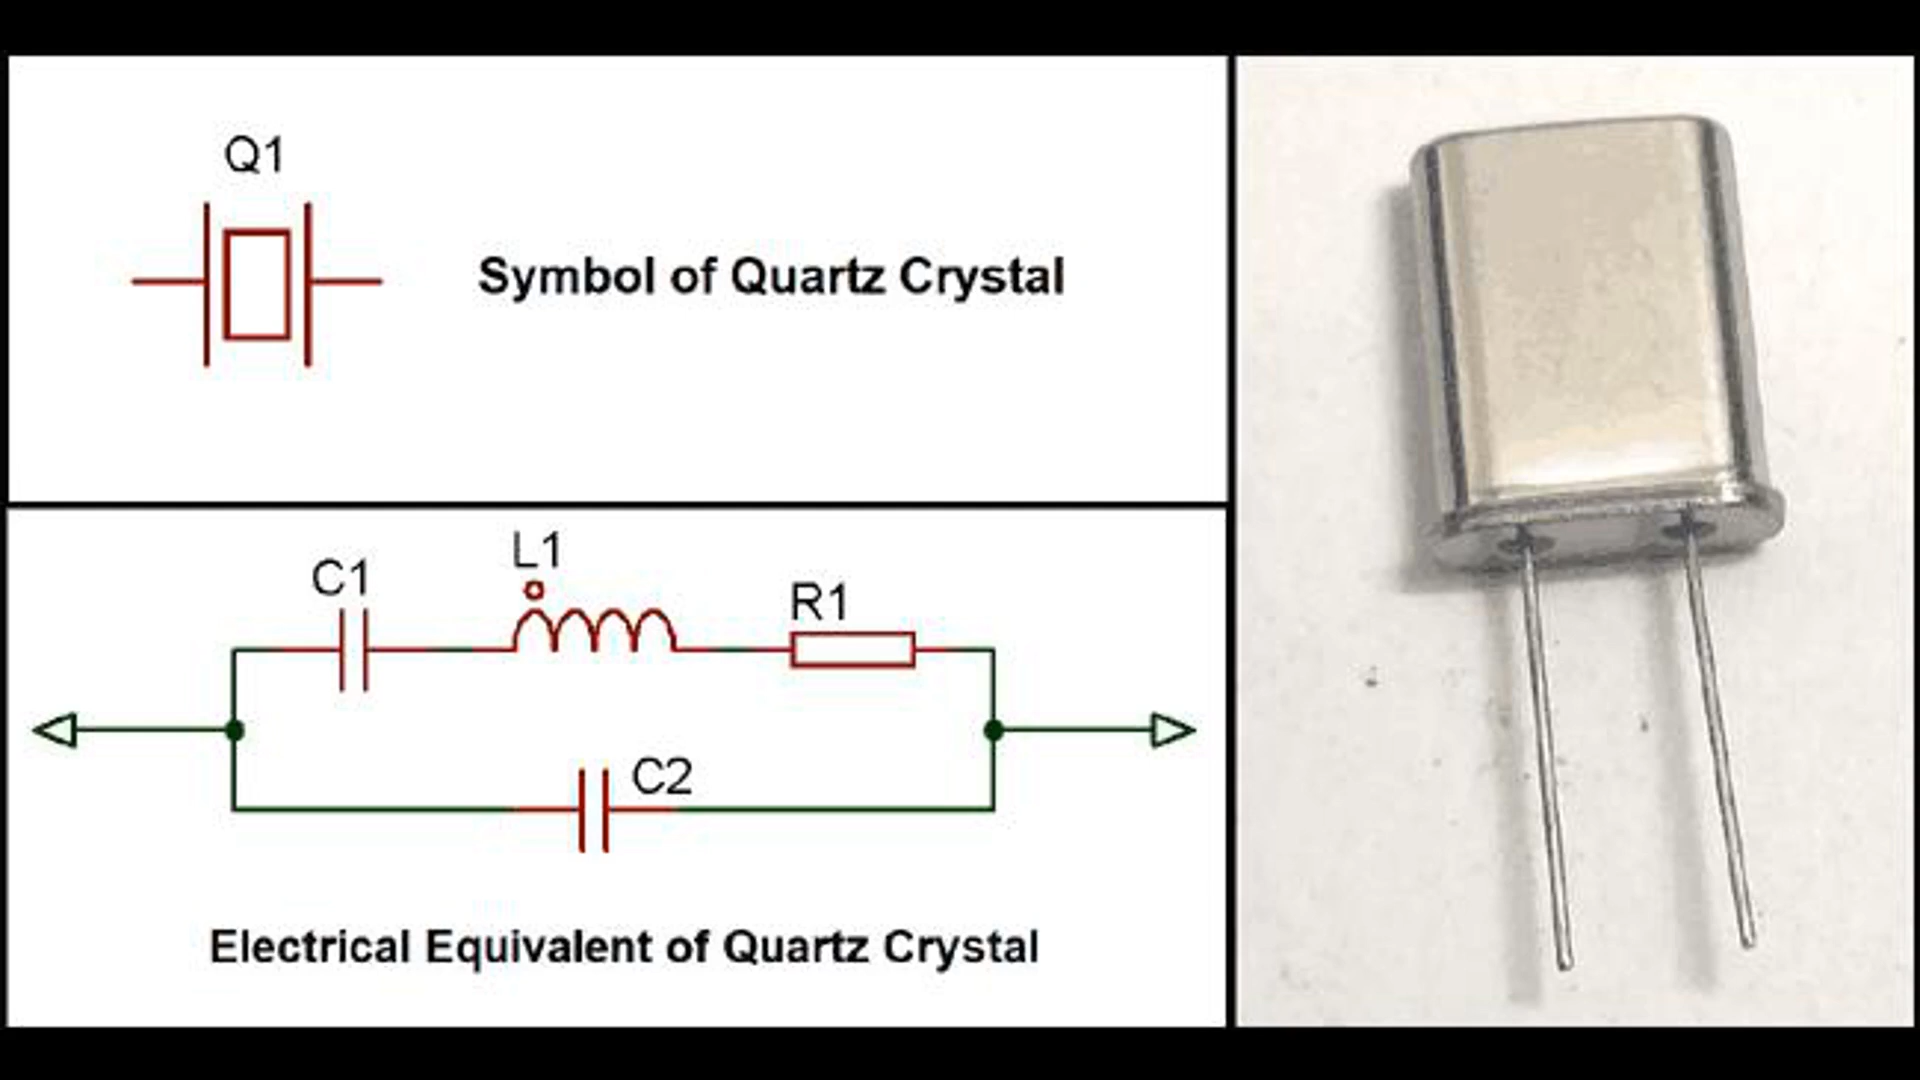 Q1
Symbol of Quartz Crystal
L1
C1
R1
C2
Electrical Equivalent of Quartz Crystal